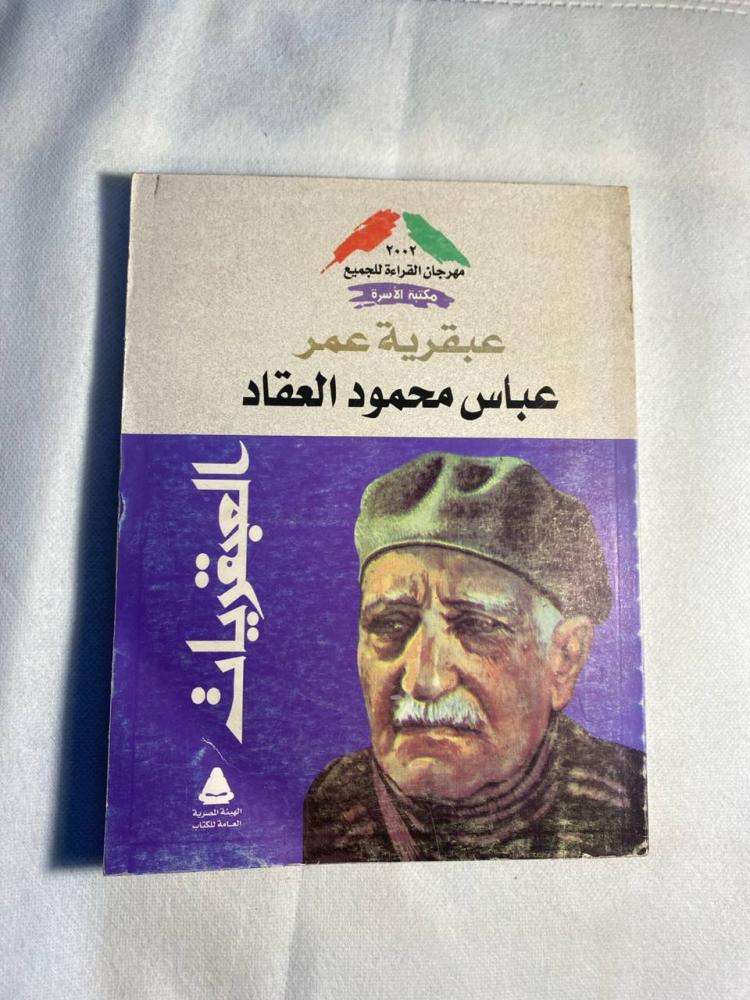 ٢٠٠٢
مهرجان القراءة للجميع
مكتبة الأسرة
عبقرية عمر
عباس محمود العقاد
العبقريات
الهيئة المصرية
العامة للكتاب